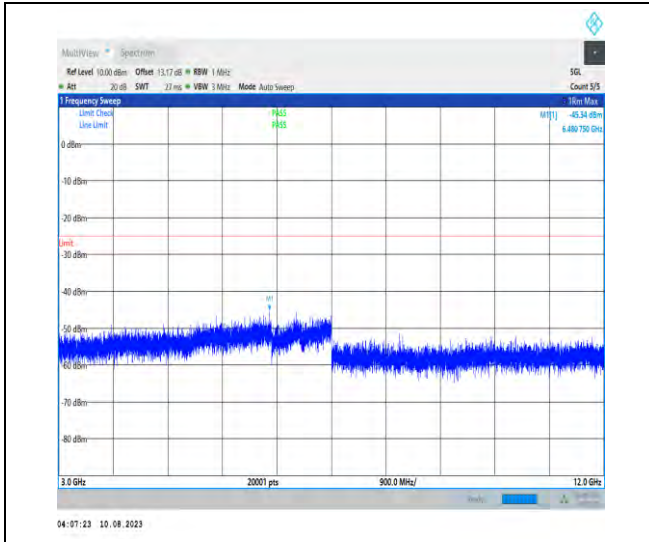 MultiView Spectrum
Ref Level 10.00 dBm Offset 13.17 dB RBW 1 MHz SGL
Att 20 dB SWT 27 ms VBW 3 MHz Mode Auto Sweep Count 5/5
1 Frequency Sweep 1Rm Max
Limit Check PASS M1[1] -45.34 dBm
Line Limit PASS 6.480 750 GHz
0 dBm
-10 dBm
-20 dBm
Limit
-30 dBm
-40 dBm
M1
-50 dBm
-60 dBm
-70 dBm
-80 dBm
3.0 GHz 20001 pts 900.0 MHz/ 12.0 GHz
04:07:23 10.08.2023